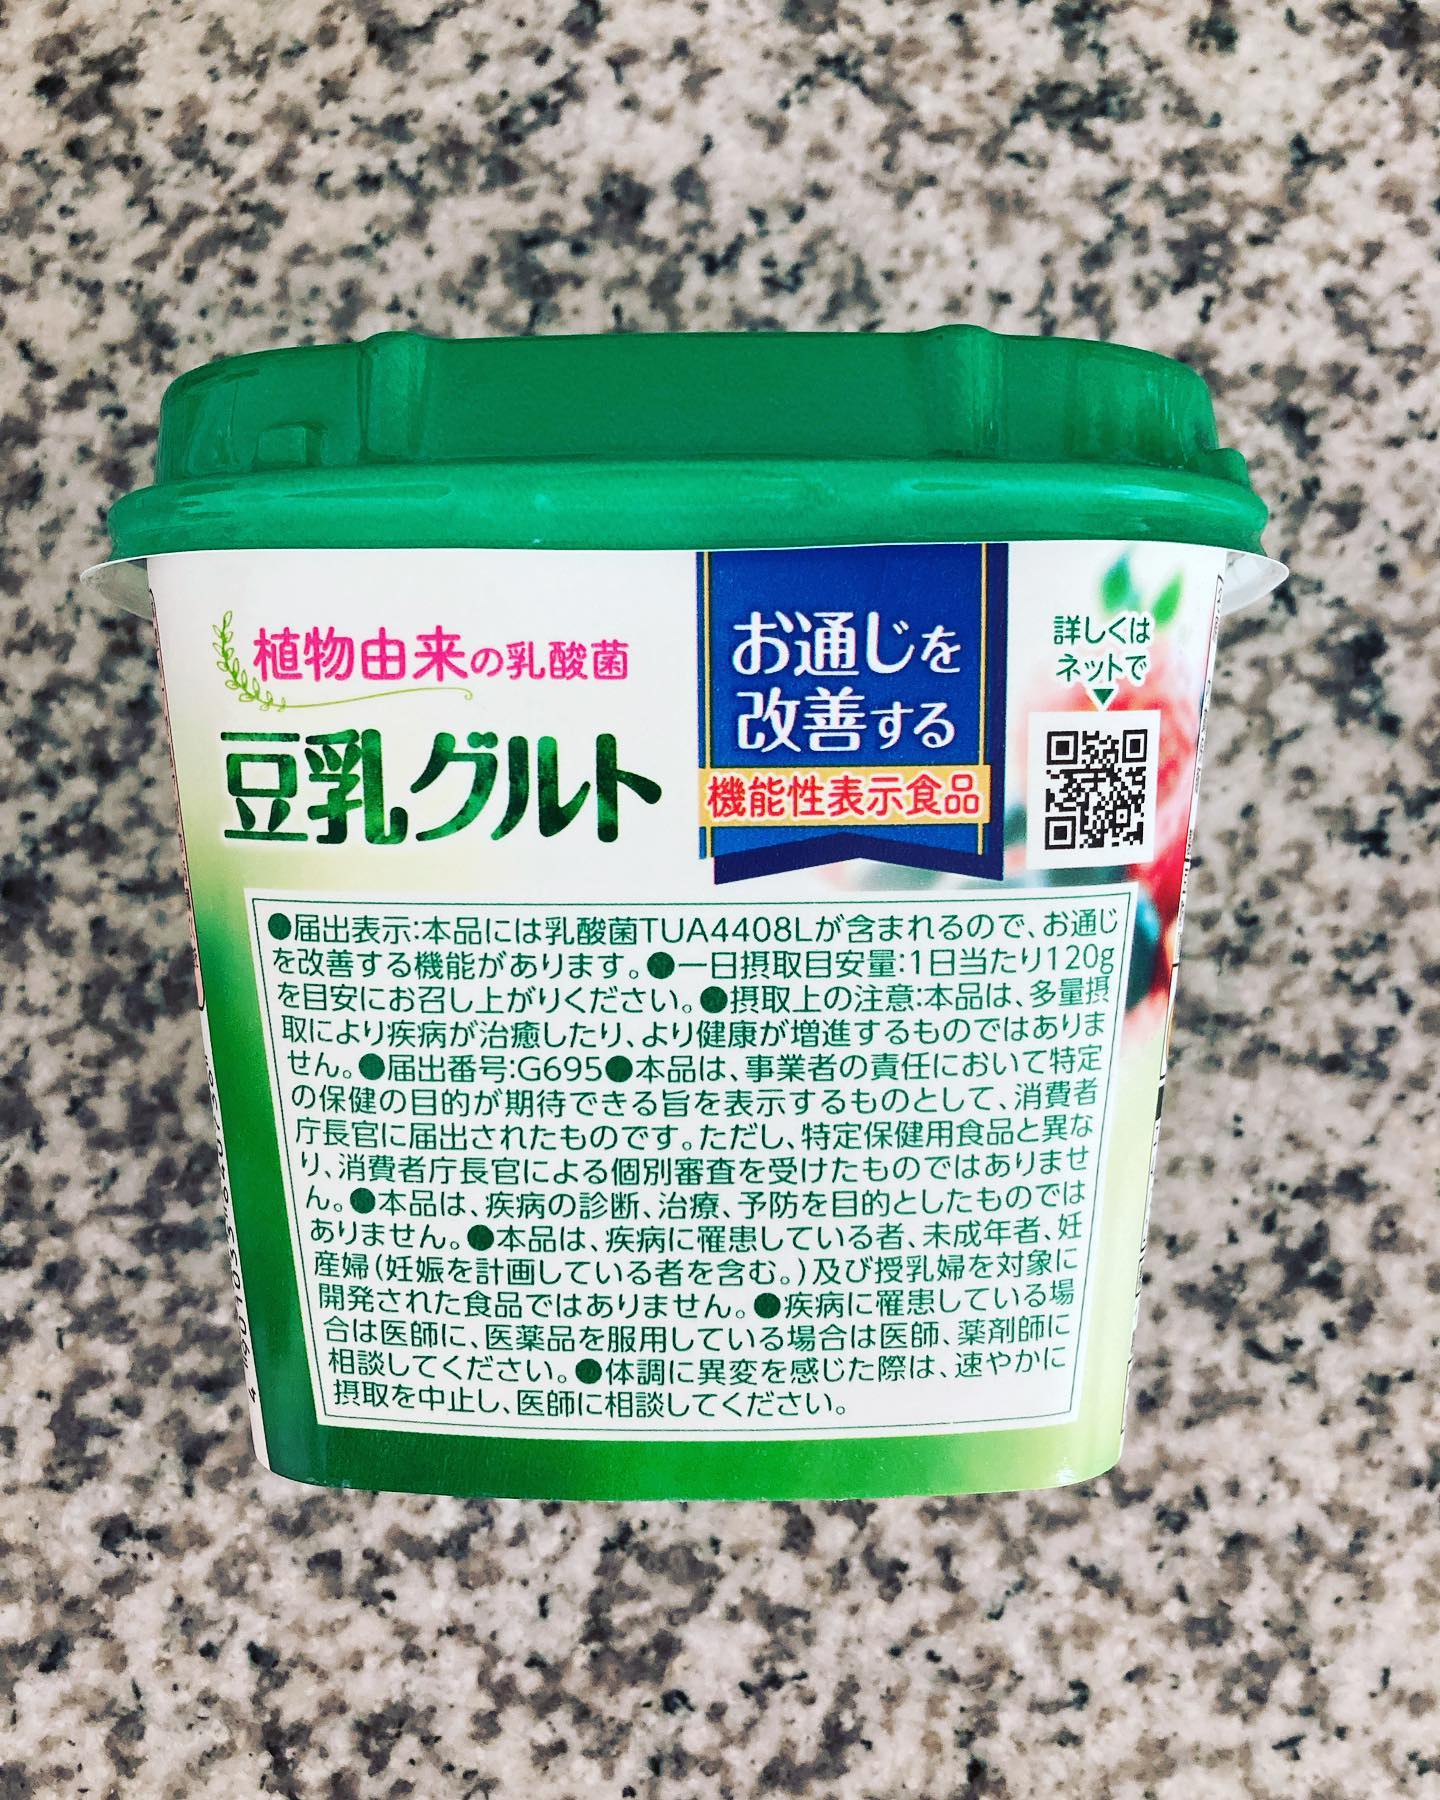 植物由来の乳酸菌
豆乳グルト
お通じを
改善する
機能性表示食品
詳しくは
ネットで
●届出表示:本品には乳酸菌TUA4408Lが含まれるので、お通じ
を改善する機能があります。●一日摂取目安量:1日当たり120g
を目安にお召し上がりください。●摂取上の注意:本品は、多量摂
取により疾病が治癒したり、より健康が増進するものではありま
せん。●届出番号:G695●本品は、事業者の責任において特定
の保健の目的が期待できる旨を表示するものとして、消費者
庁長官に届出されたものです。ただし、特定保健用食品と異な
り、消費者庁長官による個別審査を受けたものではありませ
ん。●本品は、疾病の診断、治療、予防を目的としたものでは
ありません。●本品は、疾病に罹患している者、未成年者、妊
産婦(妊娠を計画している者を含む。)及び授乳婦を対象に
開発された食品ではありません。●疾病に罹患している場
合は医師に、医薬品を服用している場合は医師、薬剤師に
相談してください。●体調に異変を感じた際は、速やかに
摂取を中止し、医師に相談してください。